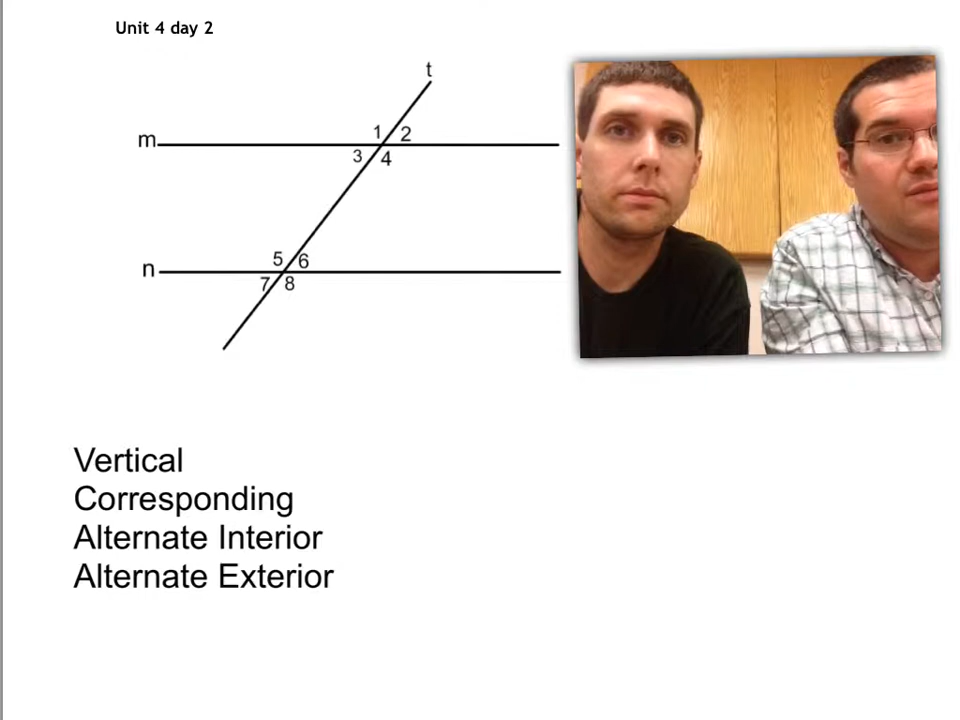 Unit 4 day 2
t
m
1 2
3 4
n
5 6
7 8
Vertical
Corresponding
Alternate Interior
Alternate Exterior